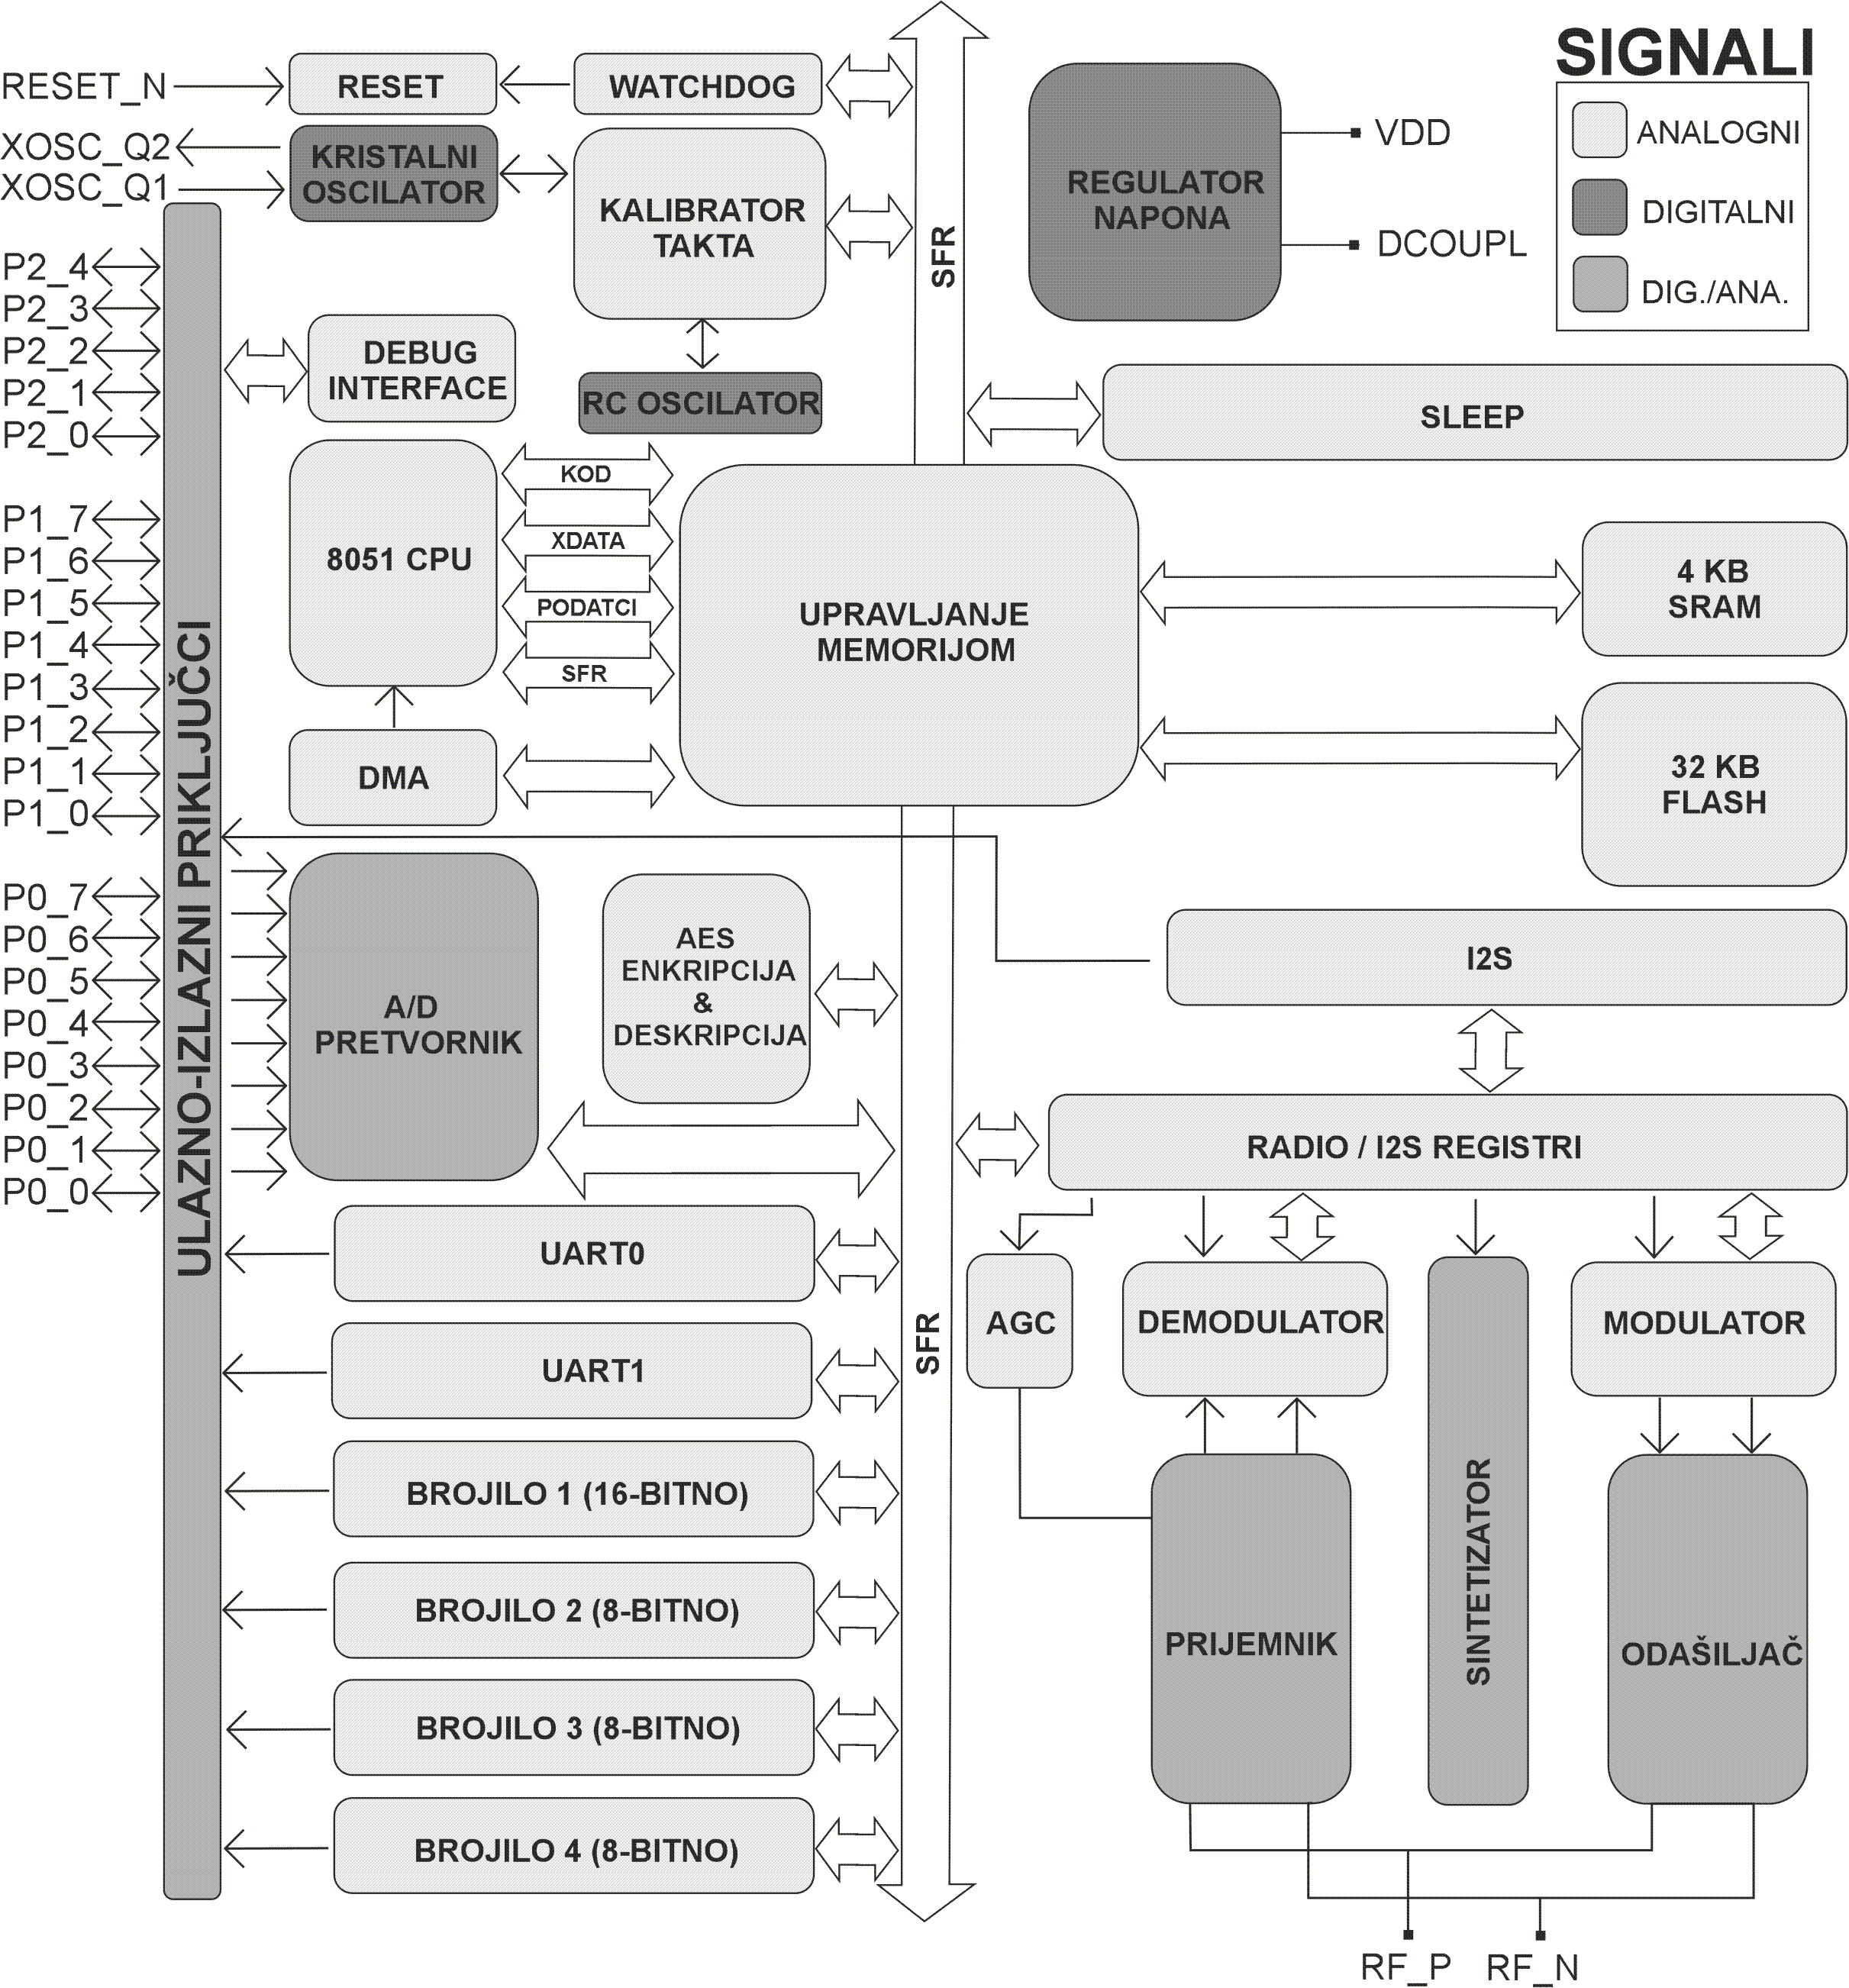 SIGNALI
ANALOGNI
DIGITALNI
DIG./ANA.
RESET_N
XOSC_Q2
XOSC_Q1
RESET
WATCHDOG
KRISTALNI
OSCILATOR
KALIBRATOR
TAKTA
SFR
REGULATOR
NAPONA
VDD
DCOUPL
P2_4
P2_3
P2_2
P2_1
P2_0
DEBUG
INTERFACE
RC OSCILATOR
SLEEP
P1_7
P1_6
P1_5
P1_4
P1_3
P1_2
P1_1
P1_0
ULAZNO-IZLAZNI PRIKLJUČCI
8051 CPU
KOD
XDATA
PODATCI
SFR
UPRAVLJANJE
MEMORIJOM
4 KB
SRAM
DMA
32 KB
FLASH
P0_7
P0_6
P0_5
P0_4
P0_3
P0_2
P0_1
P0_0
A/D
PRETVORNIK
AES
ENKRIPCIJA
&
DESKRIPCIJA
I2S
RADIO / I2S REGISTRI
UART0
UART1
BROJILO 1 (16-BITNO)
BROJILO 2 (8-BITNO)
BROJILO 3 (8-BITNO)
BROJILO 4 (8-BITNO)
SFR
AGC
DEMODULATOR
MODULATOR
PRIJEMNIK
SINTETIZATOR
ODAŠILJAČ
RF_P
RF_N